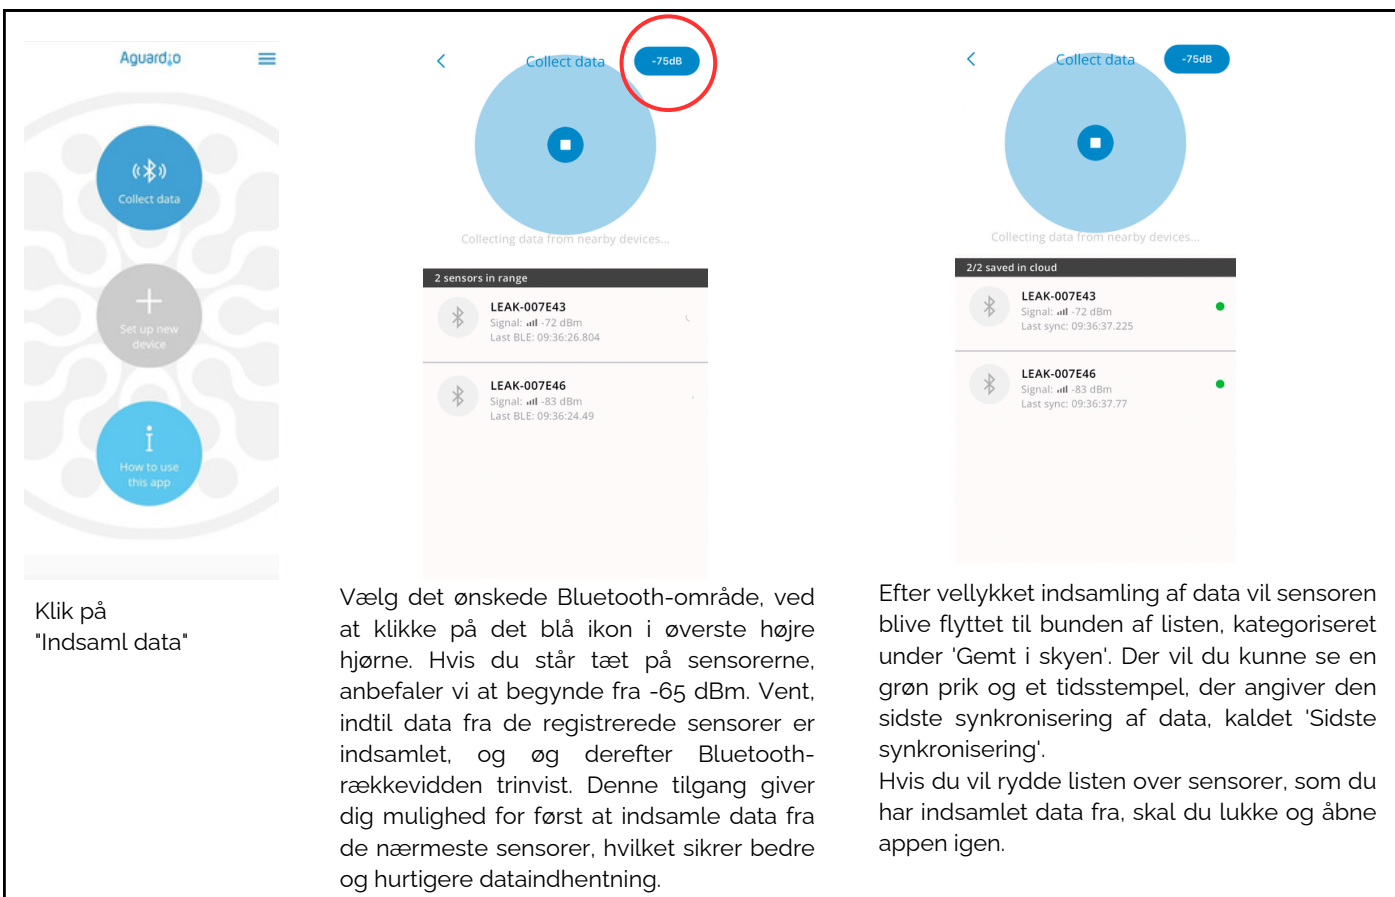 Aguardio
Collect data
Set up new
device
How to use
this app
Klik på
"Indsaml data"
Collect data
-75dB
Collecting data from nearby devices...
2 sensors in range
LEAK-007E43
Signal: -72 dBm
Last BLE: 09:36:26.804
LEAK-007E46
Signal: -83 dBm
Last BLE: 09:36:24.49
Vælg det ønskede Bluetooth-område, ved
at klikke på det blå ikon i øverste højre
hjørne. Hvis du står tæt på sensorerne,
anbefaler vi at begynde fra -65 dBm. Vent,
indtil data fra de registrerede sensorer er
indsamlet, og øg derefter Bluetooth-
rækkevidden trinvist. Denne tilgang giver
dig mulighed for først at indsamle data fra
de nærmeste sensorer, hvilket sikrer bedre
og hurtigere dataindhentning.
Collect data
-75dB
Collecting data from nearby devices...
2/2 saved in cloud
LEAK-007E43
Signal: -72 dBm
Last sync: 09:36:37.225
LEAK-007E46
Signal: -83 dBm
Last sync: 09:36:37.77
Efter vellykket indsamling af data vil sensoren
blive flyttet til bunden af listen, kategoriseret
under 'Gemt i skyen'. Der vil du kunne se en
grøn prik og et tidsstempel, der angiver den
sidste synkronisering af data, kaldet 'Sidste
synkronisering'.
Hvis du vil rydde listen over sensorer, som du
har indsamlet data fra, skal du lukke og åbne
appen igen.